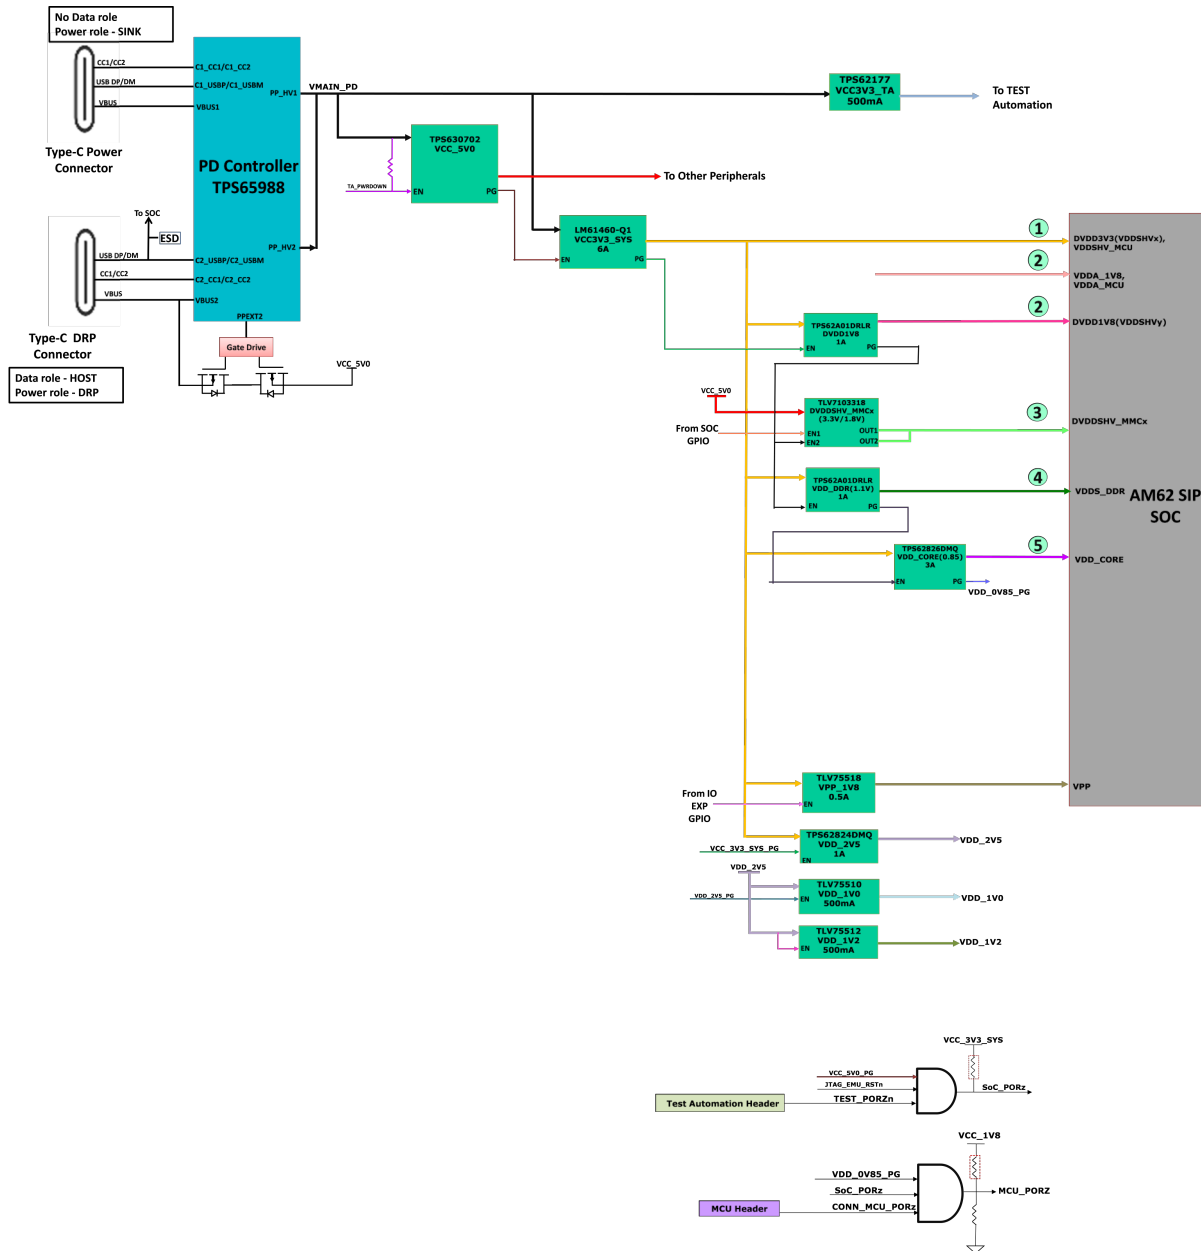 No Data role
Power role - SINK
CC1/CC2
USB DP/DM
VBUS
Type-C Power
Connector
C1_CC1/C1_CC2
C1_USBP/C1_USBM
VBUS1
PP_HV1
PD Controller
TPS65988
PP_HV2
C2_USBP/C2_USBM
C2_CC1/C2_CC2
VBUS2
PPEXT2
VMAIN_PD
To SOC
ESD
USB DP/DM
CC1/CC2
VBUS
Type-C DRP
Connector
Data role - HOST
Power role - DRP
Gate Drive
VCC_5V0
TPS62177
VCC3V3_TA
500mA
To TEST
Automation
TPS630702
VCC_5V0
EN
PG
TA_PWRDOWN
To Other Peripherals
LM61460-Q1
VCC3V3_SYS
6A
PG
EN
1
DVDD3V3(VDDSHVx),
VDDSHV_MCU
2
VDDA_1V8,
VDDA_MCU
2
DVDD1V8(VDDSHVy)
TPS62A01DRLR
DVDD1V8
1A
EN
PG
VCC_5V0
TLV7103318
DVDDSHV_MMCx
(3.3V/1.8V)
EN1
OUT1
EN2
OUT2
From SOC
GPIO
3
DVDDSHV_MMCx
TPS62A01DRLR
VDD_DDR(1.1V)
1A
EN
PG
4
VDDS_DDR
AM62 SIP
SOC
TPS62826DMQ
VDD_CORE(0.85)
3A
EN
PG
VDD_0V85_PG
5
VDD_CORE
TLV75518
VPP_1V8
0.5A
EN
From IO
EXP
GPIO
VPP
TPS62824DMQ
VDD_2V5
1A
EN
VCC_3V3_SYS_PG
VDD_2V5
VDD_2V5
TLV75510
VDD_1V0
500mA
EN
VDD_2V5_PG
VDD_1V0
TLV75512
VDD_1V2
500mA
EN
VDD_1V2
VCC_3V3_SYS
VCC_5V0_PG
JTAG_EMU_RSTn
TEST_PORZn
Test Automation Header
SoC_PORz
VCC_1V8
VDD_0V85_PG
SoC_PORz
CONN_MCU_PORz
MCU Header
MCU_PORZ